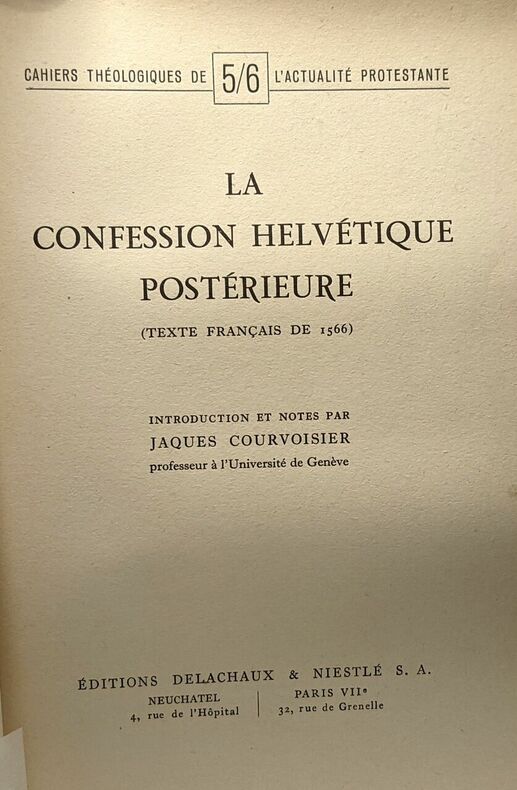 CAHIERS THÉOLOGIQUES DE 5/6 L'ACTUALITÉ PROTESTANTE
LA
CONFESSION HELVÉTIQUE
POSTÉRIEURE
(TEXTE FRANÇAIS DE 1566)
INTRODUCTION ET NOTES PAR
JAQUES COURVOISIER
professeur à l'Université de Genève
ÉDITIONS DELACHAUX & NIESTLÉ S. A.
NEUCHATEL PARIS VIIᵉ
4, rue de l'Hôpital 32, rue de Grenelle